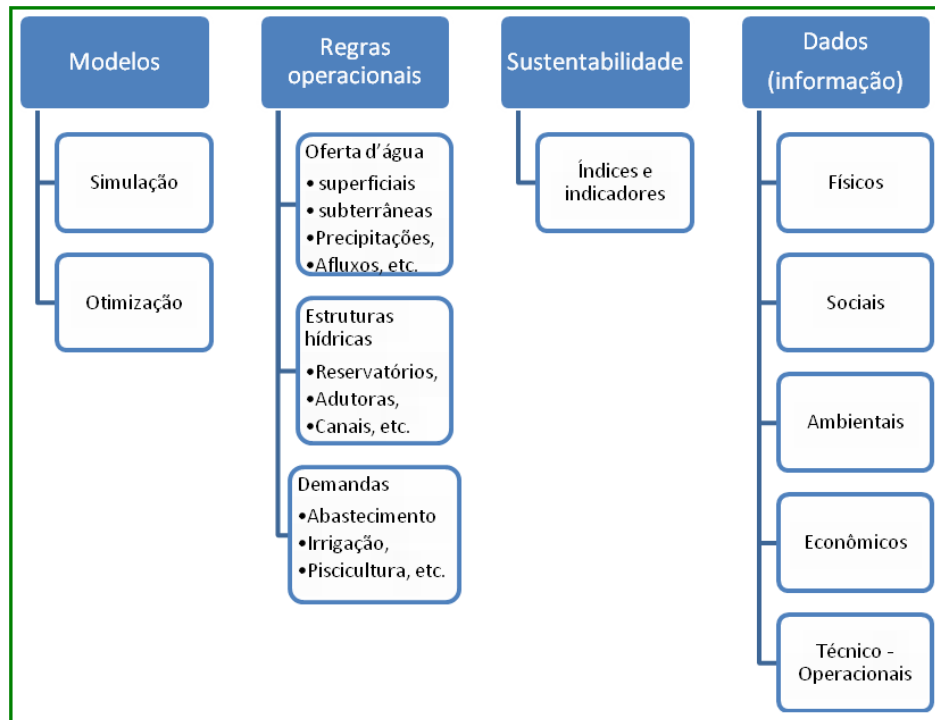 Modelos
Simulação
Otimização
Regras
operacionais
Oferta d'água
• superficiais
• subterrâneas
•Precipitações,
•Afluxos, etc.
Estruturas
hídricas
•Reservatórios,
•Adutoras,
•Canais, etc.
Demandas
•Abastecimento
•Irrigação,
•Piscicultura, etc.
Sustentabilidade
Índices e
indicadores
Dados
(informação)
Físicos
Sociais
Ambientais
Econômicos
Técnico -
Operacionais